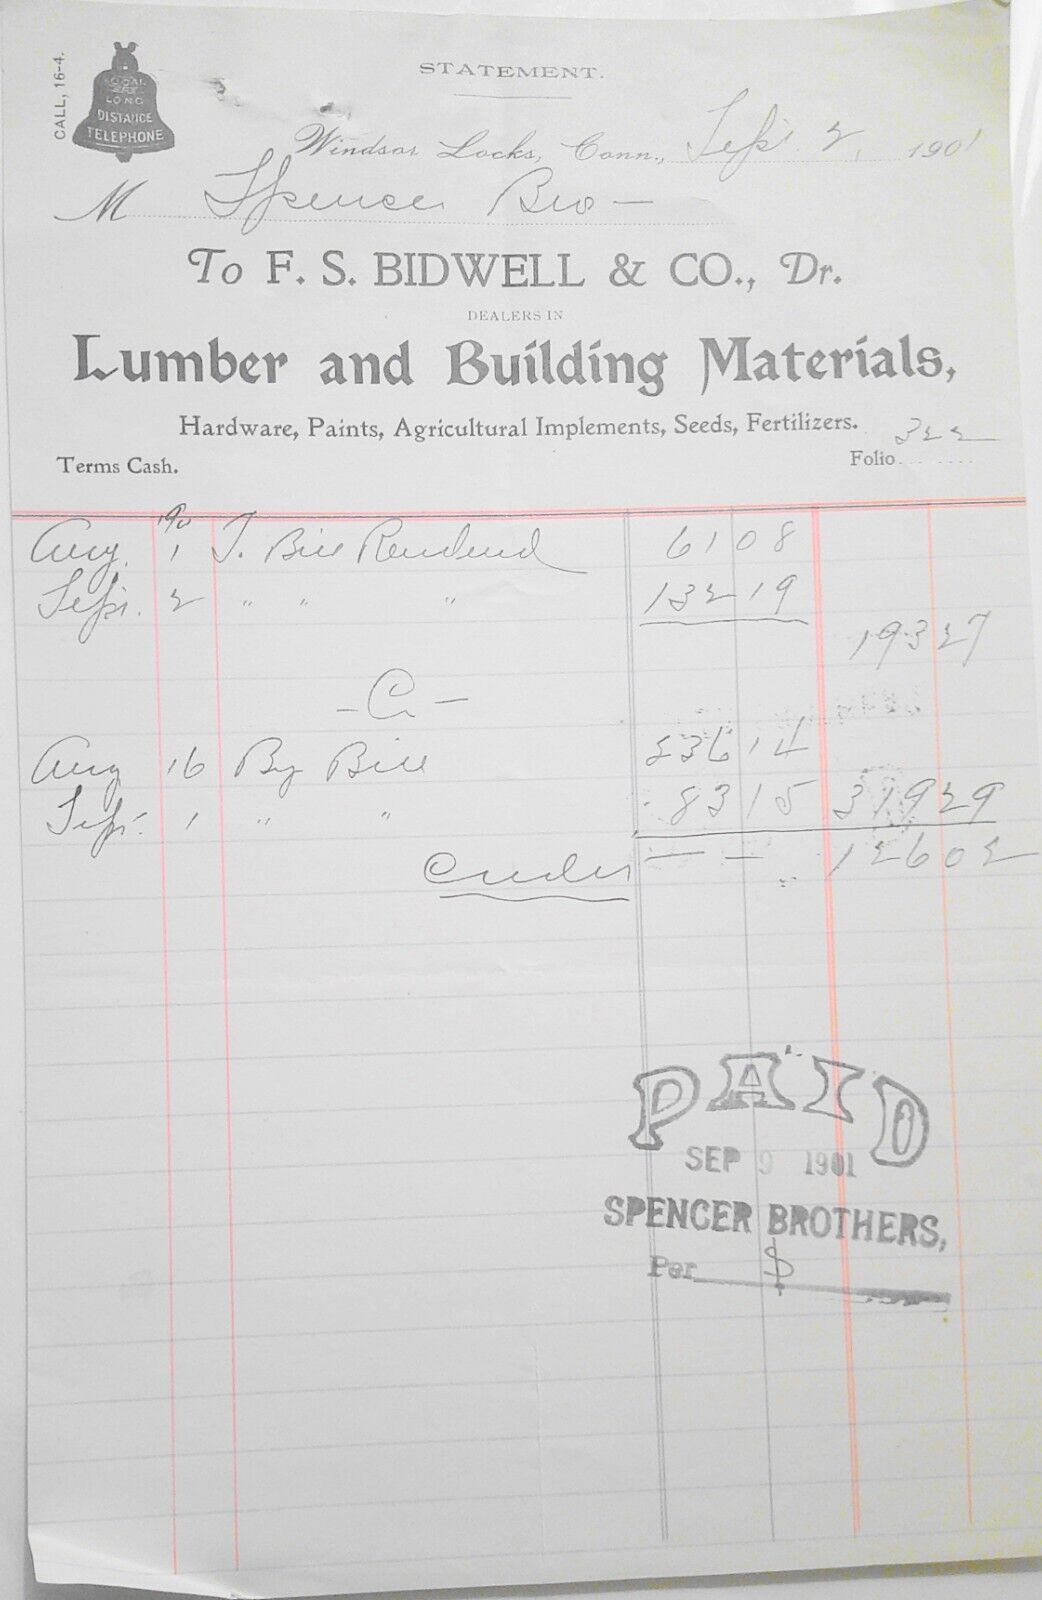 STATEMENT.
CALL, 16-4.
LOCAL
LONG
DISTANCE
TELEPHONE
Windsor Locks, Conn., Sept 2, 1901
M Spencer Bros
To F. S. BIDWELL & CO., Dr.
DEALERS IN
Lumber and Building Materials,
Hardware, Paints, Agricultural Implements, Seeds, Fertilizers.
Terms Cash. Folio 322
190
Aug. 1 To Bill Rendered 61 08
Sept. 2 " " " 132 19
193 27
- Cr -
Aug 16 By Bill 236 14
Sept. 1 " " 83 15 319 29
126 02
PAID
SEP 9 1901
SPENCER BROTHERS,
Per S